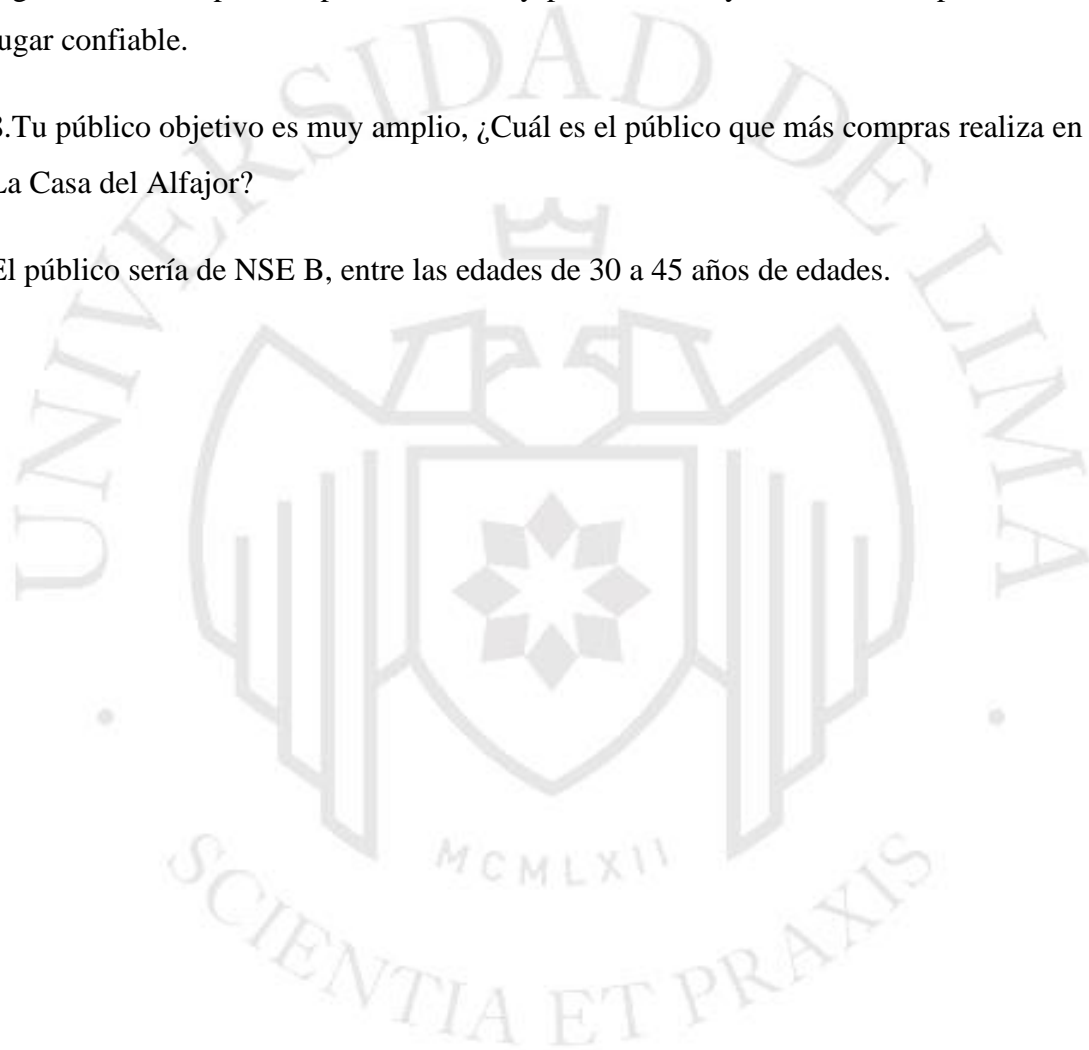 ugar confiable.
.Tu público objetivo es muy amplio, ¿Cuál es el público que más compras realiza en
La Casa del Alfajor?
El público sería de NSE B, entre las edades de 30 a 45 años de edades.
UNIVERSIDAD DE LIMA
MCMLXII
SCIENTIA ET PRAXIS